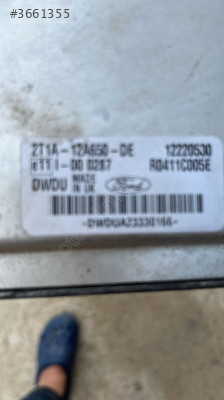 #3661355
2T1A-12A650-DE 12220530
e11 I-00 0287 R0411C005E
DWDU MADE IN UK Ford
-DWDUA23330166-